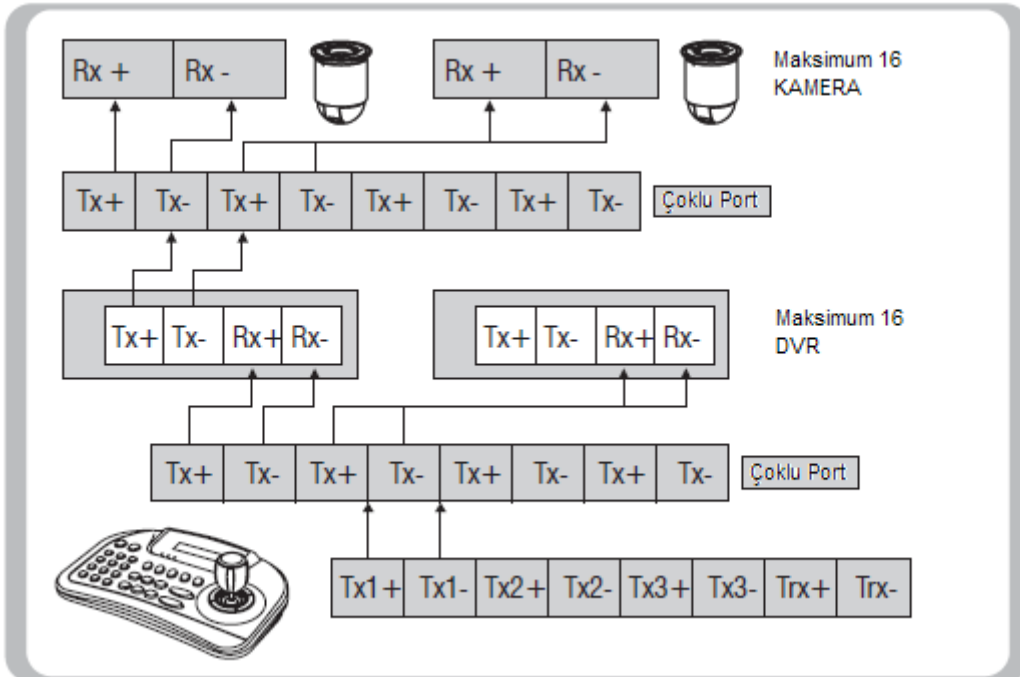 Rx + Rx - Rx + Rx - Maksimum 16
KAMERA
Tx+ Tx- Tx+ Tx- Tx+ Tx- Tx+ Tx- Çoklu Port
Tx+ Tx- Rx+ Rx- Tx+ Tx- Rx+ Rx- Maksimum 16
DVR
Tx+ Tx- Tx+ Tx- Tx+ Tx- Tx+ Tx- Çoklu Port
Tx1+ Tx1- Tx2+ Tx2- Tx3+ Tx3- Trx+ Trx-